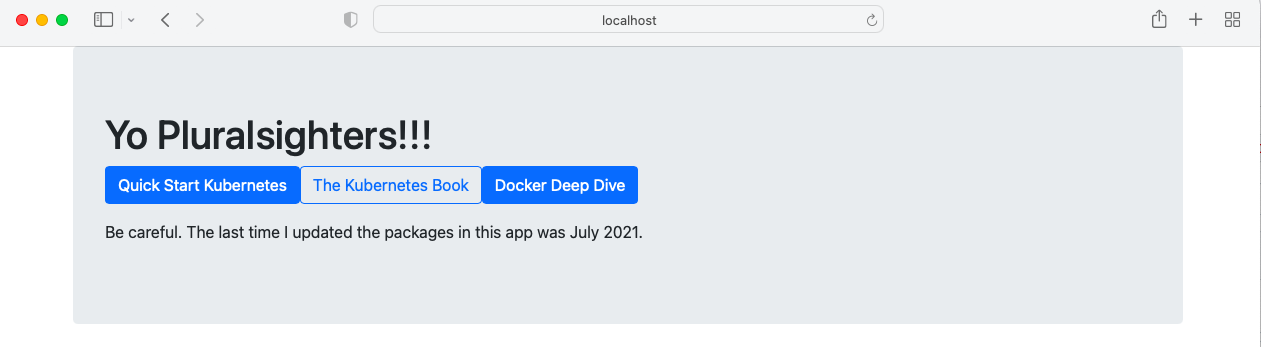 localhost
Yo Pluralsighters!!!
Quick Start Kubernetes The Kubernetes Book Docker Deep Dive
Be careful. The last time I updated the packages in this app was July 2021.